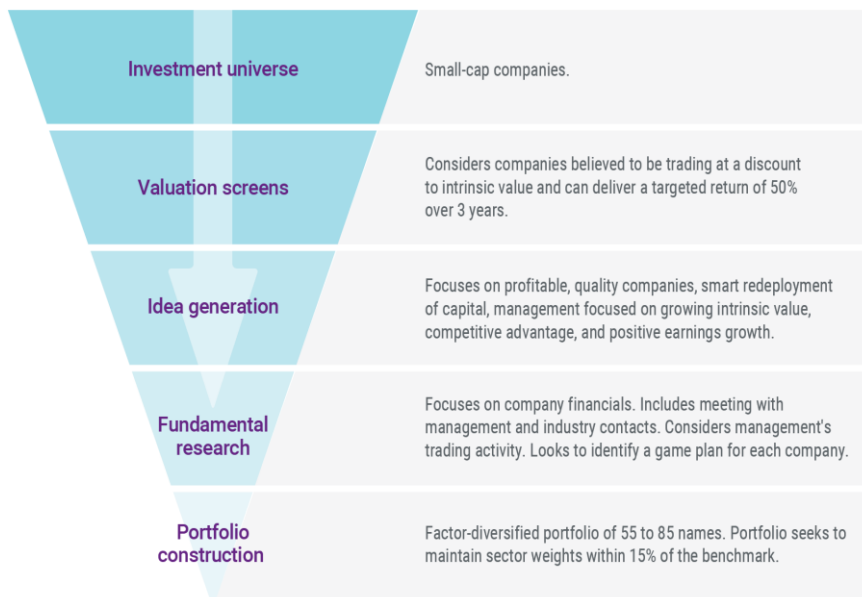 Investment universe
Small-cap companies.
Valuation screens
Considers companies believed to be trading at a discount
to intrinsic value and can deliver a targeted return of 50%
over 3 years.
Idea generation
Focuses on profitable, quality companies, smart redeployment
of capital, management focused on growing intrinsic value,
competitive advantage, and positive earnings growth.
Fundamental
research
Focuses on company financials. Includes meeting with
management and industry contacts. Considers management's
trading activity. Looks to identify a game plan for each company.
Portfolio
construction
Factor-diversified portfolio of 55 to 85 names. Portfolio seeks to
maintain sector weights within 15% of the benchmark.